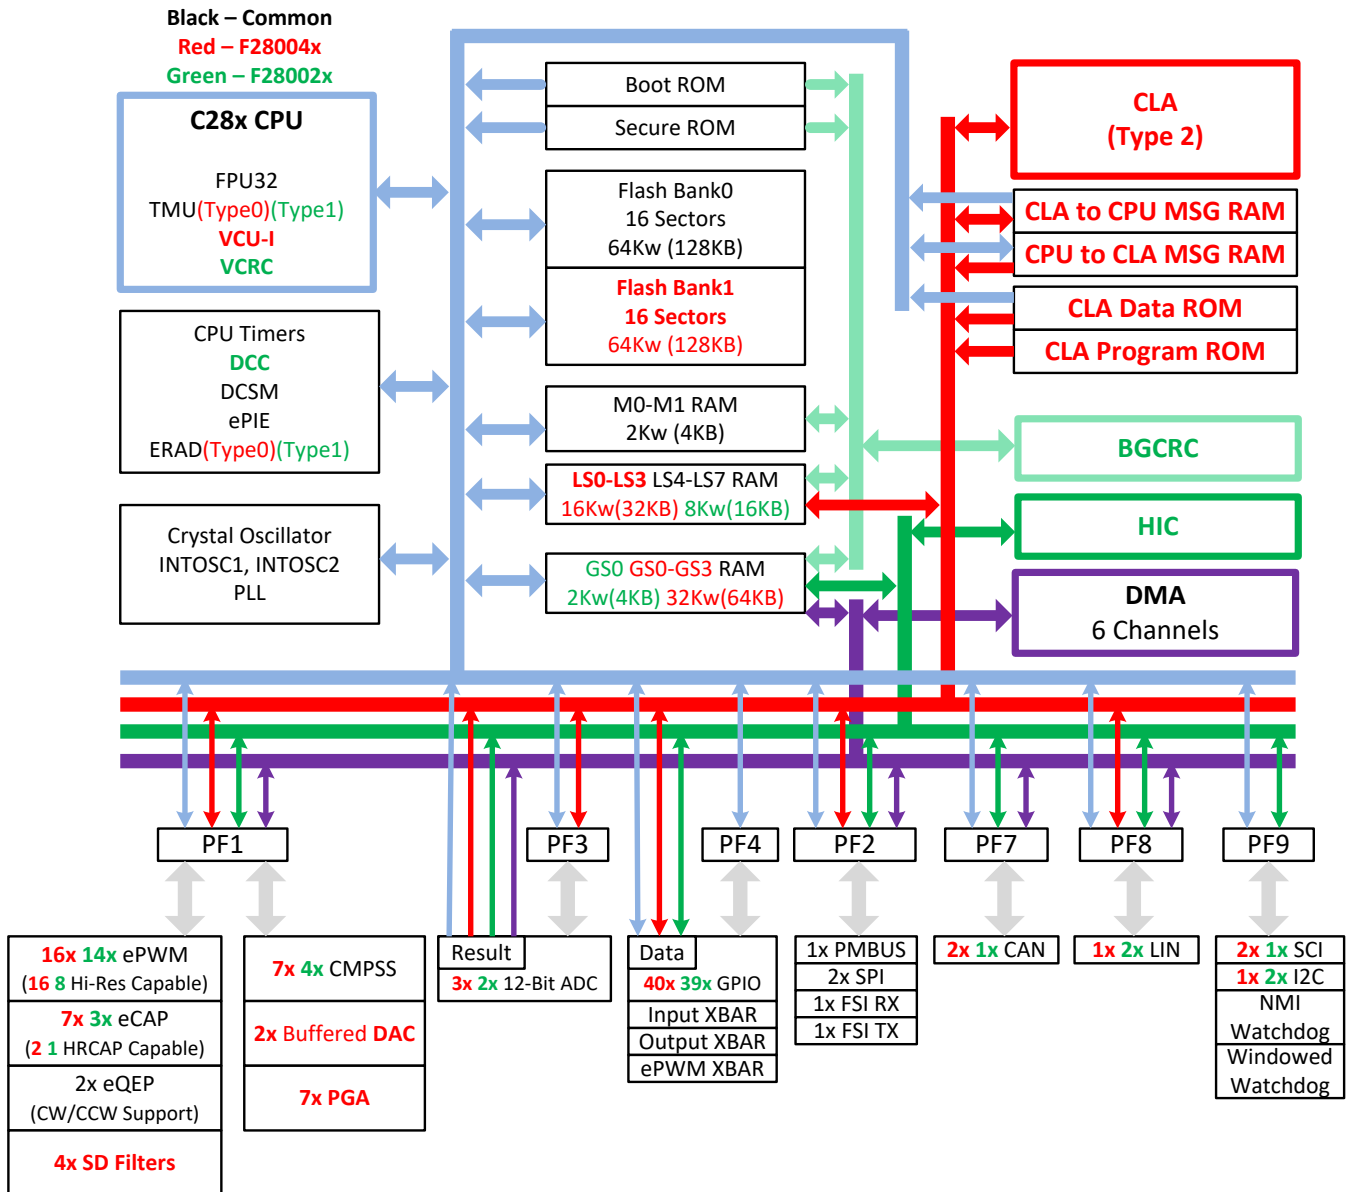 Black – Common
Red – F28004x
Green – F28002x
C28x CPU
FPU32
TMU(Type0)(Type1)
VCU-I
VCRC
CPU Timers
DCC
DCSM
ePIE
ERAD(Type0)(Type1)
Crystal Oscillator
INTOSC1, INTOSC2
PLL
Boot ROM
Secure ROM
Flash Bank0
16 Sectors
64Kw (128KB)
Flash Bank1
16 Sectors
64Kw (128KB)
M0-M1 RAM
2Kw (4KB)
LS0-LS3 LS4-LS7 RAM
16Kw(32KB) 8Kw(16KB)
GS0 GS0-GS3 RAM
2Kw(4KB) 32Kw(64KB)
CLA
(Type 2)
CLA to CPU MSG RAM
CPU to CLA MSG RAM
CLA Data ROM
CLA Program ROM
BGCRC
HIC
DMA
6 Channels
PF1
PF3
PF4
PF2
PF7
PF8
PF9
16x 14x ePWM
(16 8 Hi-Res Capable)
7x 3x eCAP
(2 1 HRCAP Capable)
2x eQEP
(CW/CCW Support)
4x SD Filters
7x 4x CMPSS
2x Buffered DAC
7x PGA
Result
3x 2x 12-Bit ADC
Data
40x 39x GPIO
Input XBAR
Output XBAR
ePWM XBAR
1x PMBUS
2x SPI
1x FSI RX
1x FSI TX
2x 1x CAN
1x 2x LIN
2x 1x SCI
1x 2x I2C
NMI
Watchdog
Windowed
Watchdog